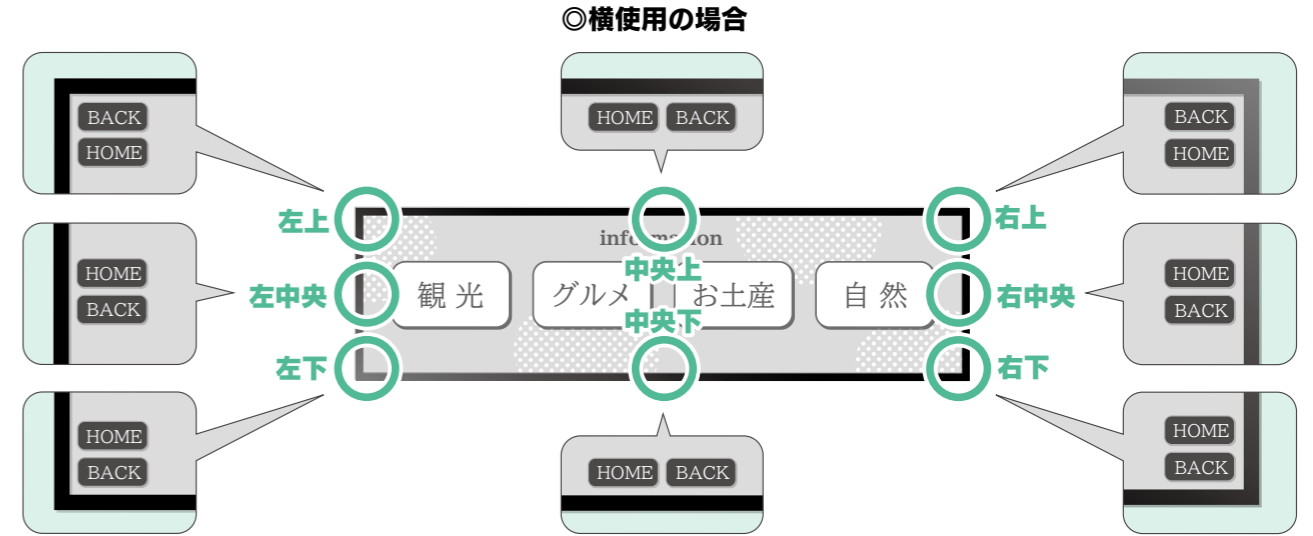 ◎横使用の場合
BACK
HOME
HOME BACK
BACK
HOME
左上
右上
information
中央上
HOME
BACK
左中央
観光
グルメ
お土産
自然
右中央
HOME
BACK
中央下
左下
右下
HOME
BACK
HOME BACK
HOME
BACK